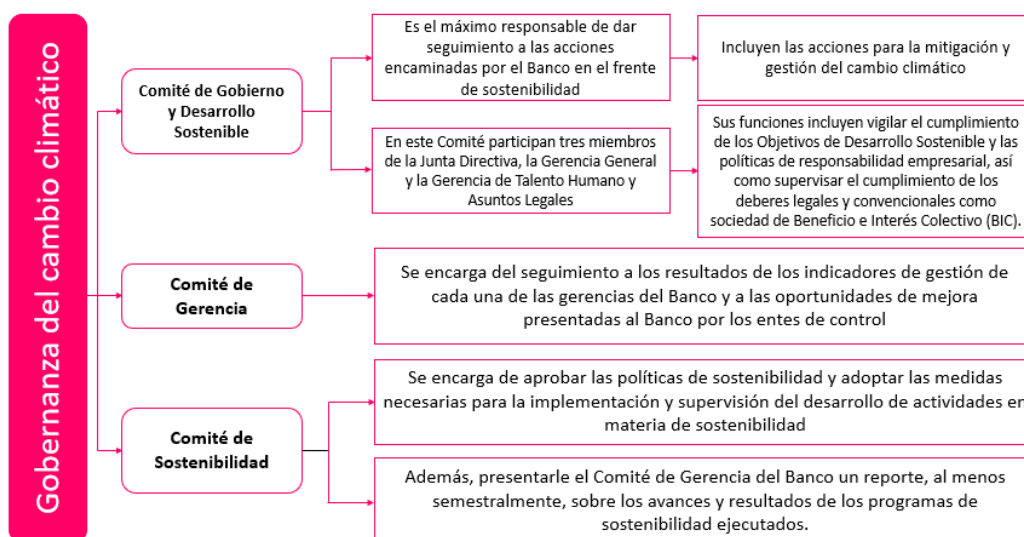 Gobernanza del cambio climático
Comité de Gobierno
y Desarrollo
Sostenible
Es el máximo responsable de dar
seguimiento a las acciones
encaminadas por el Banco en el frente
de sostenibilidad
Incluyen las acciones para la mitigación y
gestión del cambio climático
En este Comité participan tres miembros
de la Junta Directiva, la Gerencia General
y la Gerencia de Talento Humano y
Asuntos Legales
Sus funciones incluyen vigilar el cumplimiento
de los Objetivos de Desarrollo Sostenible y las
políticas de responsabilidad empresarial, así
como supervisar el cumplimiento de los
deberes legales y convencionales como
sociedad de Beneficio e Interés Colectivo (BIC).
Comité de
Gerencia
Se encarga del seguimiento a los resultados de los indicadores de gestión de
cada una de las gerencias del Banco y a las oportunidades de mejora
presentadas al Banco por los entes de control
Comité de
Sostenibilidad
Se encarga de aprobar las políticas de sostenibilidad y adoptar las medidas
necesarias para la implementación y supervisión del desarrollo de actividades en
materia de sostenibilidad
Además, presentarle el Comité de Gerencia del Banco un reporte, al menos
semestralmente, sobre los avances y resultados de los programas de
sostenibilidad ejecutados.